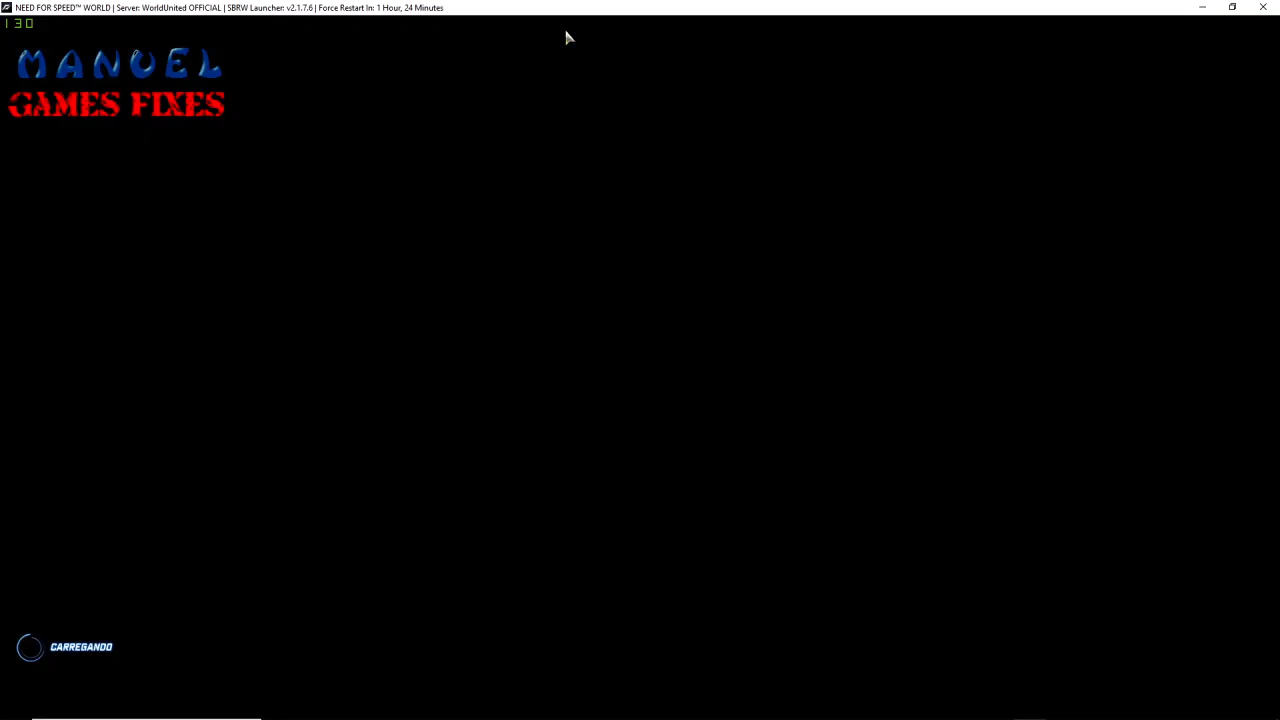 NEED FOR SPEED™ WORLD | Server: WorldUnited OFFICIAL | SBRW Launcher: v2.1.7.6 | Force Restart In: 1 Hour, 24 Minutes
130
MANUEL
GAMES FIXES
CARREGANDO